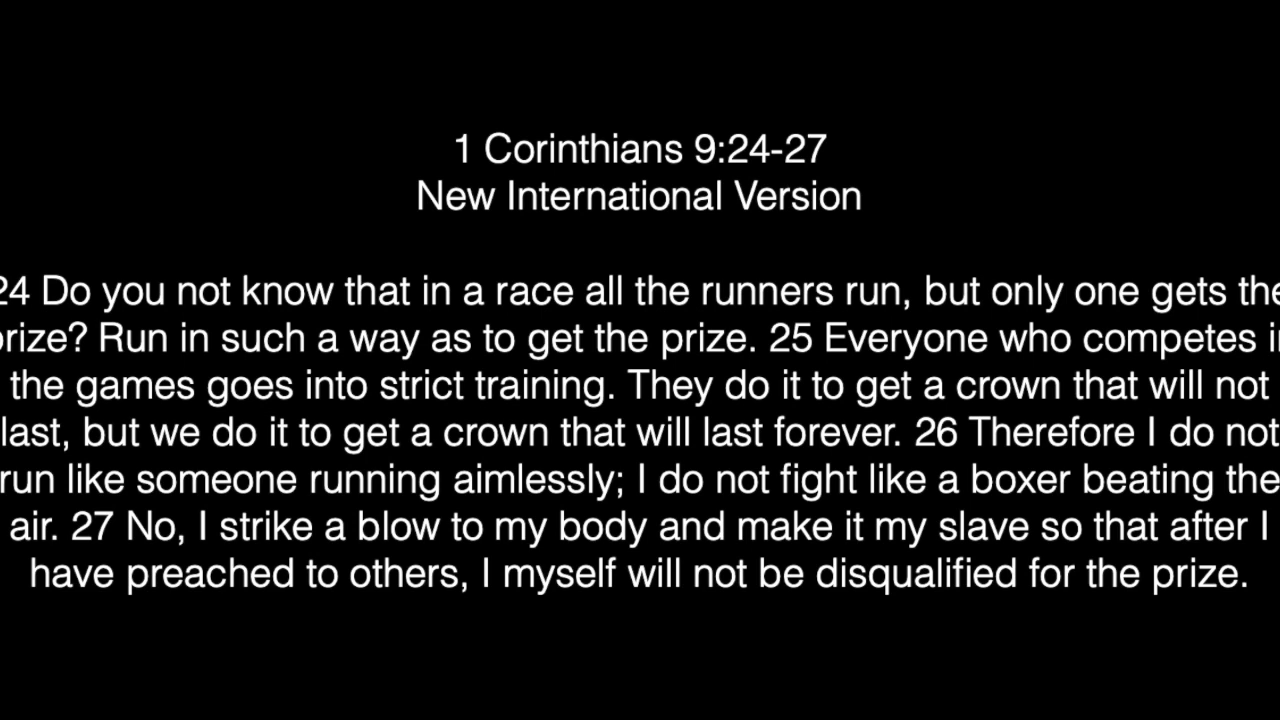 1 Corinthians 9:24-27
New International Version
24 Do you not know that in a race all the runners run, but only one gets the
prize? Run in such a way as to get the prize. 25 Everyone who competes in
the games goes into strict training. They do it to get a crown that will not
last, but we do it to get a crown that will last forever. 26 Therefore I do not
run like someone running aimlessly; I do not fight like a boxer beating the
air. 27 No, I strike a blow to my body and make it my slave so that after I
have preached to others, I myself will not be disqualified for the prize.